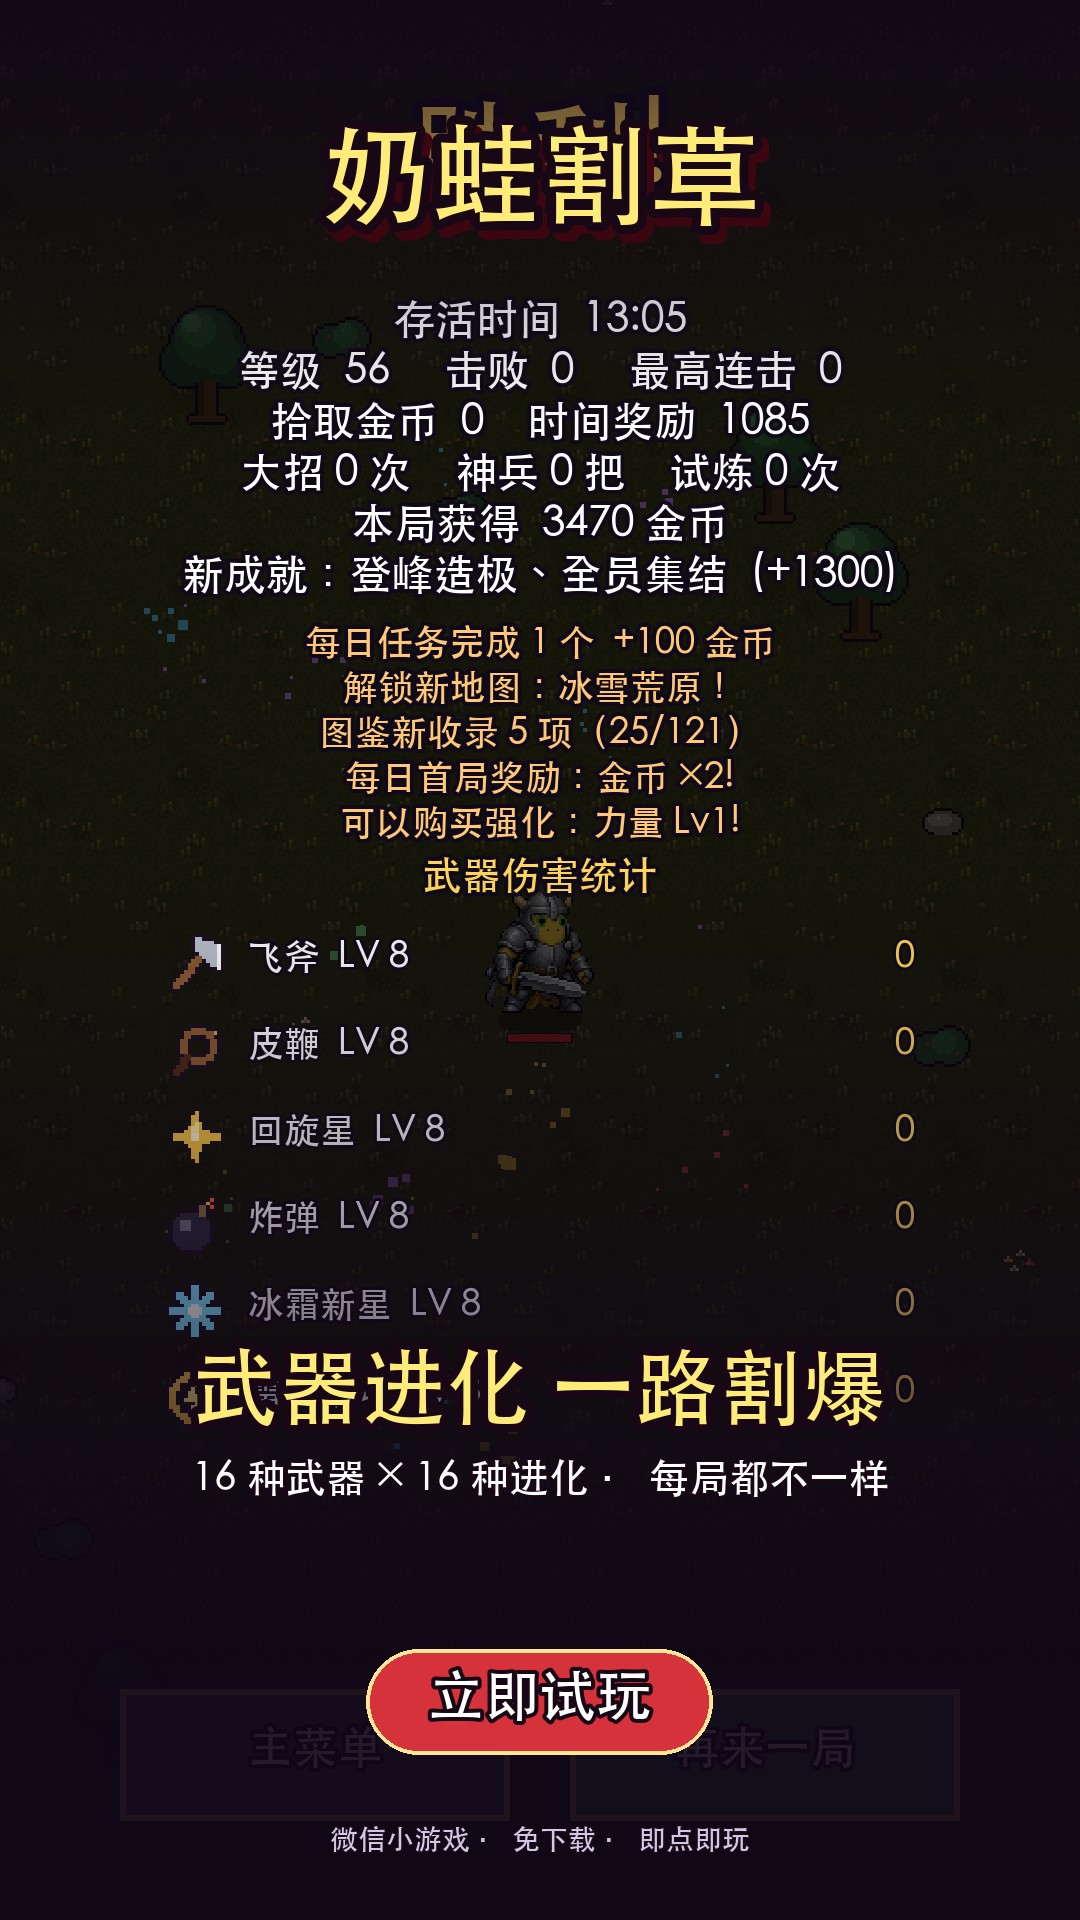 奶蛙割草
存活时间 13:05
等级 56 击败 0 最高连击 0
拾取金币 0 时间奖励 1085
大招 0 次 神兵 0 把 试炼 0 次
本局获得 3470 金币
新成就：登峰造极、全员集结 (+1300)
每日任务完成 1 个 +100 金币
解锁新地图：冰雪荒原！
图鉴新收录 5 项（25/121）
每日首局奖励：金币 ×2!
可以购买强化：力量 Lv1!
武器伤害统计
飞斧 LV 8 0
皮鞭 LV 8 0
回旋星 LV 8 0
炸弹 LV 8 0
冰霜新星 LV 8 0
0
武器进化 一路割爆
16 种武器 × 16 种进化 · 每局都不一样
立即试玩
主菜单 再来一局
微信小游戏 · 免下载 · 即点即玩